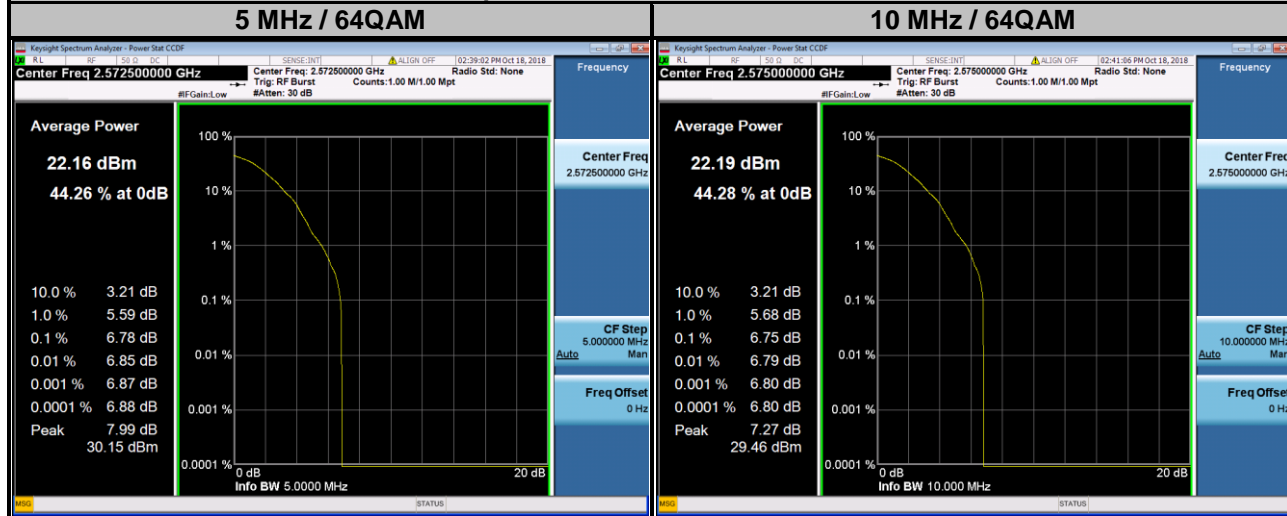 5 MHz / 64QAM
Keysight Spectrum Analyzer - Power Stat CCDF
RL RF 50 Ω DC SENSE:INT ALIGN OFF 02:39:02 PM Oct 18, 2018
Center Freq 2.572500000 GHz
Center Freq: 2.572500000 GHz Radio Std: None
Trig: RF Burst Counts:1.00 M/1.00 Mpt
#IFGain:Low #Atten: 30 dB
Frequency
Average Power
22.16 dBm
44.26 % at 0dB
10.0 % 3.21 dB
1.0 % 5.59 dB
0.1 % 6.78 dB
0.01 % 6.85 dB
0.001 % 6.87 dB
0.0001 % 6.88 dB
Peak 7.99 dB
30.15 dBm
100 %
10 %
1 %
0.1 %
0.01 %
0.001 %
0.0001 %
0 dB 20 dB
Info BW 5.0000 MHz
Center Freq
2.572500000 GHz
CF Step
5.000000 MHz
Auto Man
Freq Offset
0 Hz
MSG STATUS
10 MHz / 64QAM
Keysight Spectrum Analyzer - Power Stat CCDF
RL RF 50 Ω DC SENSE:INT ALIGN OFF 02:41:06 PM Oct 18, 2018
Center Freq 2.575000000 GHz
Center Freq: 2.575000000 GHz Radio Std: None
Trig: RF Burst Counts:1.00 M/1.00 Mpt
#IFGain:Low #Atten: 30 dB
Frequency
Average Power
22.19 dBm
44.28 % at 0dB
10.0 % 3.21 dB
1.0 % 5.68 dB
0.1 % 6.75 dB
0.01 % 6.79 dB
0.001 % 6.80 dB
0.0001 % 6.80 dB
Peak 7.27 dB
29.46 dBm
100 %
10 %
1 %
0.1 %
0.01 %
0.001 %
0.0001 %
0 dB 20 dB
Info BW 10.000 MHz
Center Freq
2.575000000 GHz
CF Step
10.000000 MHz
Auto Man
Freq Offset
0 Hz
MSG STATUS